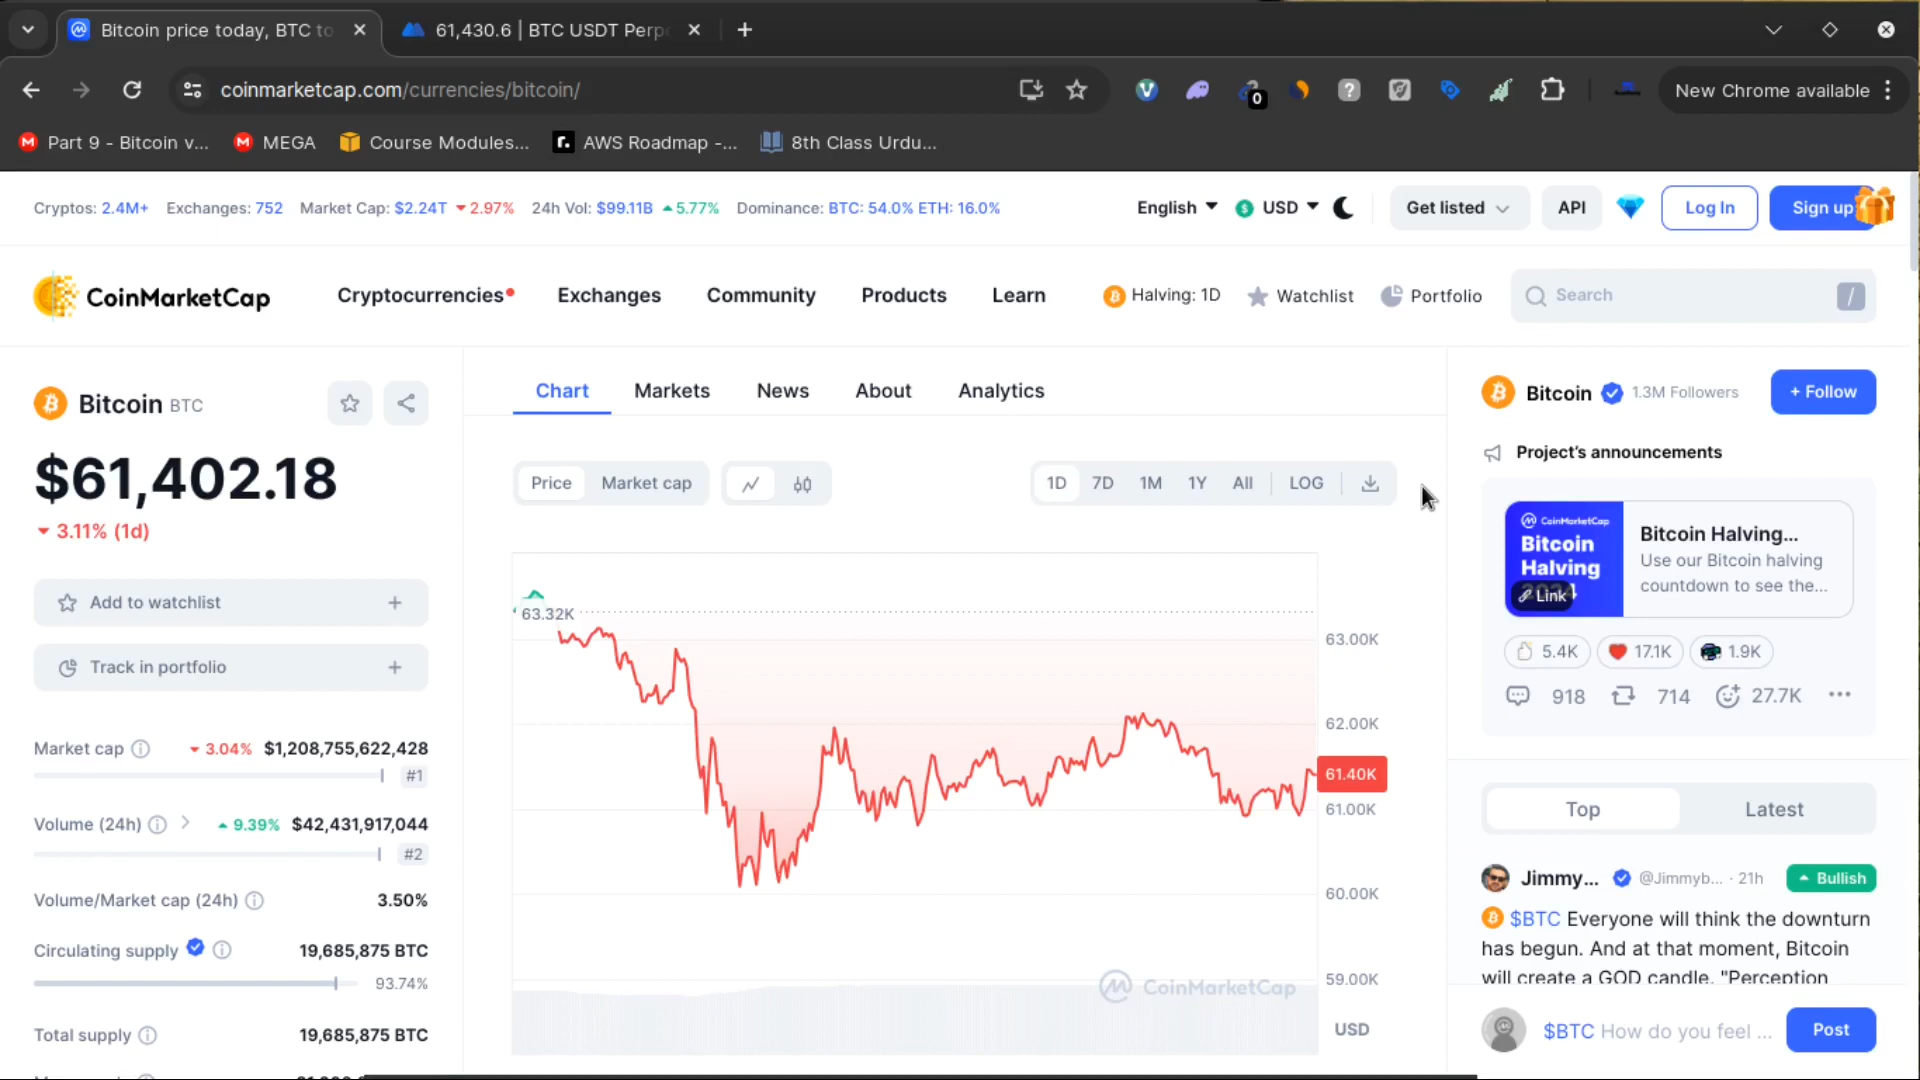 Bitcoin price today, BTC to
61,430.6 | BTC USDT Perp
coinmarketcap.com/currencies/bitcoin/
0
New Chrome available
Part 9 - Bitcoin v...
MEGA
Course Modules...
AWS Roadmap -...
8th Class Urdu...
Cryptos: 2.4M+ Exchanges: 752 Market Cap: $2.24T 2.97% 24h Vol: $99.11B 5.77% Dominance: BTC: 54.0% ETH: 16.0%
English
USD
Get listed
API
Log In
Sign up
CoinMarketCap
Cryptocurrencies
Exchanges
Community
Products
Learn
Halving: 1D
Watchlist
Portfolio
Search
/
Bitcoin BTC
$61,402.18
3.11% (1d)
Add to watchlist +
Track in portfolio +
Market cap 3.04% $1,208,755,622,428
#1
Volume (24h) 9.39% $42,431,917,044
#2
Volume/Market cap (24h) 3.50%
Circulating supply 19,685,875 BTC
93.74%
Total supply 19,685,875 BTC
Chart
Markets
News
About
Analytics
Price
Market cap
1D
7D
1M
1Y
All
LOG
63.32K
63.00K
62.00K
61.40K
61.00K
60.00K
59.00K
CoinMarketCap
USD
Bitcoin 1.3M Followers
+ Follow
Project's announcements
CoinMarketCap
Bitcoin
Halving
Link
Bitcoin Halving...
Use our Bitcoin halving
countdown to see the...
5.4K
17.1K
1.9K
918
714
27.7K
Top
Latest
Jimmy... @Jimmyb... · 21h
Bullish
$BTC Everyone will think the downturn
has begun. And at that moment, Bitcoin
will create a GOD candle. "Perception
$BTC How do you feel ...
Post